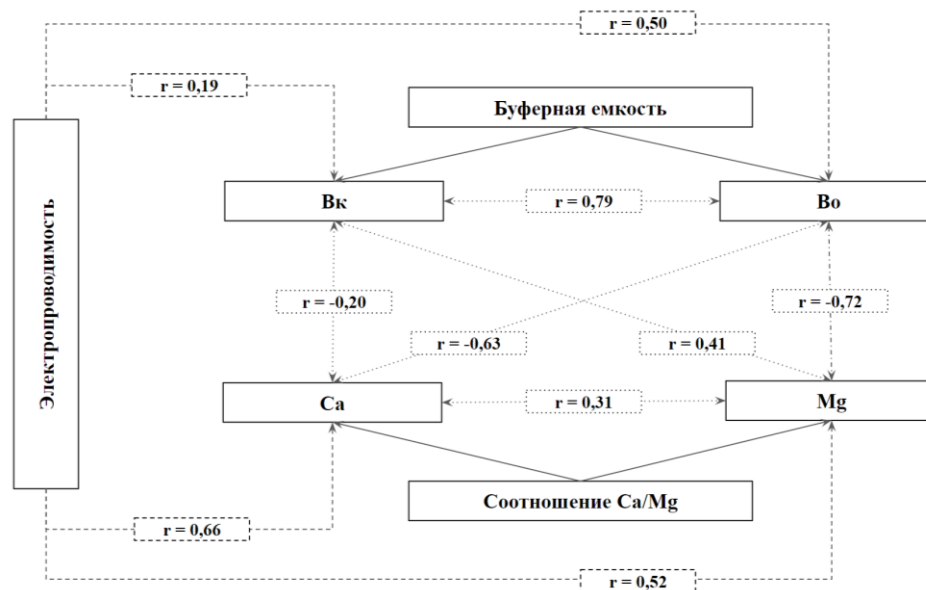 r = 0,50
r = 0,19
Буферная емкость
Электропроводимость
Вк
r = 0,79
Во
r = -0,20
r = -0,72
r = -0,63
r = 0,41
Ca
r = 0,31
Mg
Соотношение Ca/Mg
r = 0,66
r = 0,52